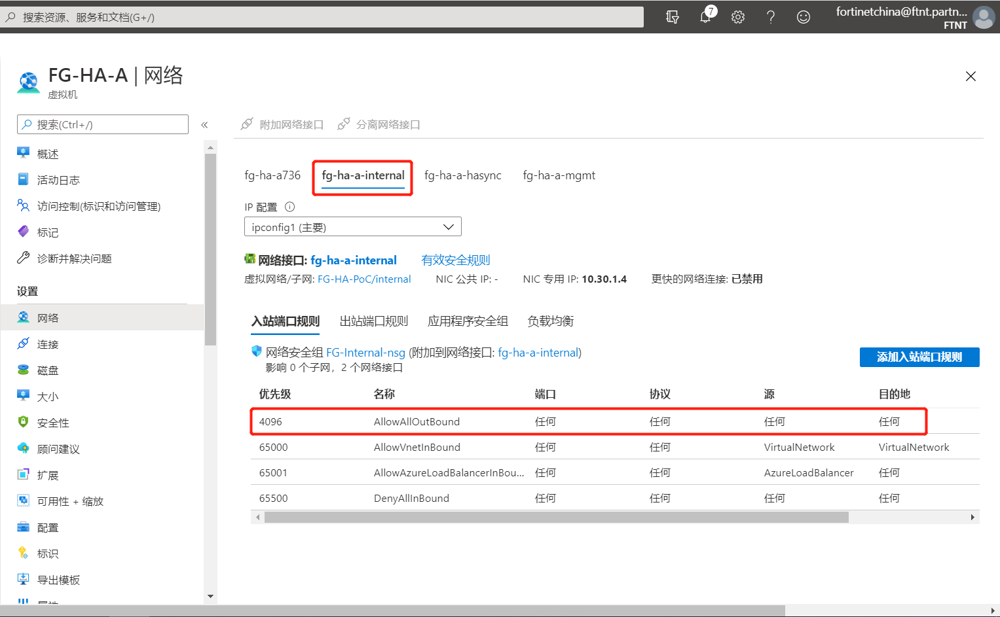 搜索资源、服务和文档(G+/)
7
fortinetchina@ftnt.partn...
FTNT
FG-HA-A | 网络
虚拟机
搜索(Ctrl+/)
«
附加网络接口
分离网络接口
概述
活动日志
访问控制(标识和访问管理)
标记
诊断并解决问题
设置
网络
连接
磁盘
大小
安全性
顾问建议
扩展
可用性 + 缩放
配置
标识
导出模板
属性
fg-ha-a736
fg-ha-a-internal
fg-ha-a-hasync
fg-ha-a-mgmt
IP 配置
ipconfig1 (主要)
网络接口: fg-ha-a-internal 有效安全规则
虚拟网络/子网: FG-HA-PoC/internal NIC 公共 IP: - NIC 专用 IP: 10.30.1.4 更快的网络连接: 已禁用
入站端口规则 出站端口规则 应用程序安全组 负载均衡
网络安全组 FG-Internal-nsg (附加到网络接口: fg-ha-a-internal)
影响 0 个子网，2 个网络接口
添加入站端口规则
优先级 名称 端口 协议 源 目的地
4096 AllowAllOutBound 任何 任何 任何 任何
65000 AllowVnetInBound 任何 任何 VirtualNetwork VirtualNetwork
65001 AllowAzureLoadBalancerInBou... 任何 任何 AzureLoadBalancer 任何
65500 DenyAllInBound 任何 任何 任何 任何